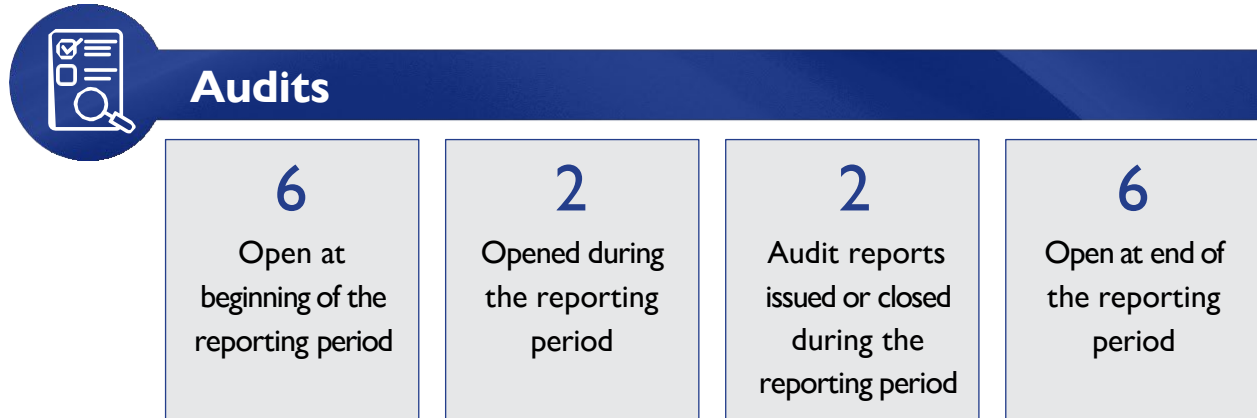 Audits
6
Open at
beginning of the
reporting period
2
Opened during
the reporting
period
2
Audit reports
issued or closed
during the
reporting period
6
Open at end of
the reporting
period